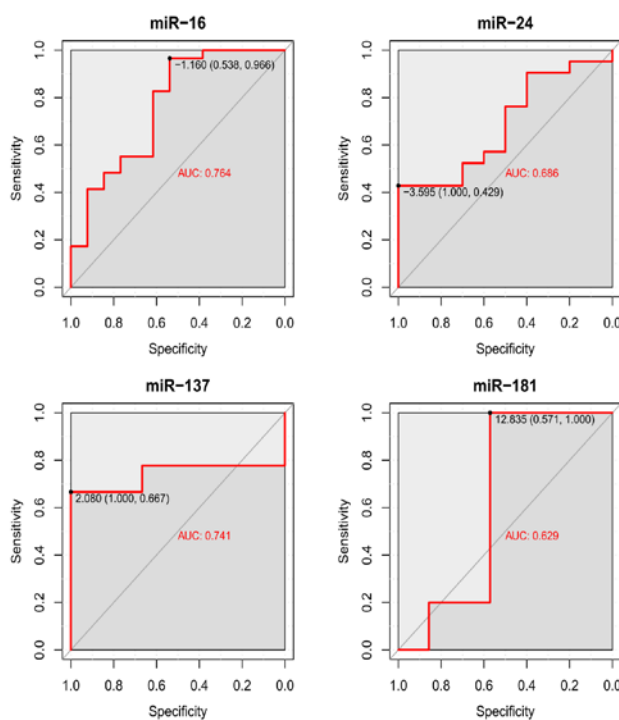 miR−16
1.0
0.8
0.6
0.4
0.2
0.0
Sensitivity
−1.160 (0.538, 0.966)
AUC: 0.764
1.0 0.8 0.6 0.4 0.2 0.0
Specificity
miR−24
1.0
0.8
0.6
0.4
0.2
0.0
Sensitivity
AUC: 0.686
−3.595 (1.000, 0.429)
1.0 0.8 0.6 0.4 0.2 0.0
Specificity
miR−137
1.0
0.8
0.6
0.4
0.2
0.0
Sensitivity
2.080 (1.000, 0.667)
AUC: 0.741
1.0 0.8 0.6 0.4 0.2 0.0
Specificity
miR−181
1.0
0.8
0.6
0.4
0.2
0.0
Sensitivity
12.835 (0.571, 1.000)
AUC: 0.629
1.0 0.8 0.6 0.4 0.2 0.0
Specificity